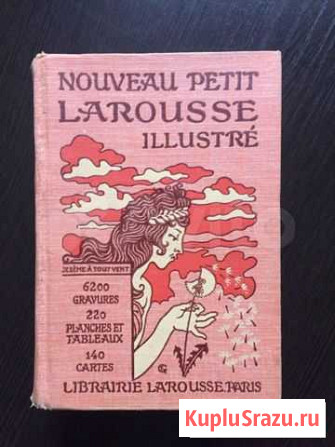 NOUVEAU PETIT
LAROUSSE
ILLUSTRÉ
JE SÈME À TOUT VENT
6200
GRAVURES
220
PLANCHES ET
TABLEAUX
140
CARTES
LIBRAIRIE LAROUSSE.PARIS
KupluSrazu.ru